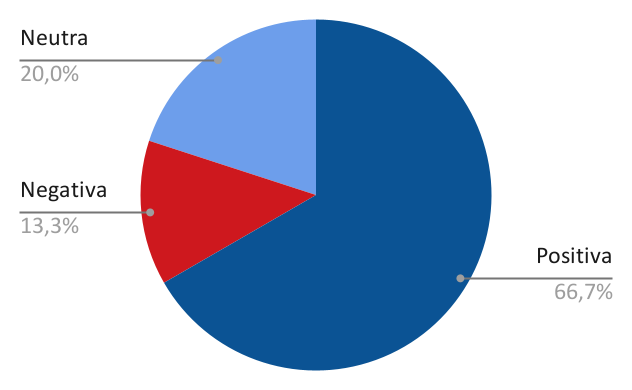 Neutra
20,0%
Negativa
13,3%
Positiva
66,7%